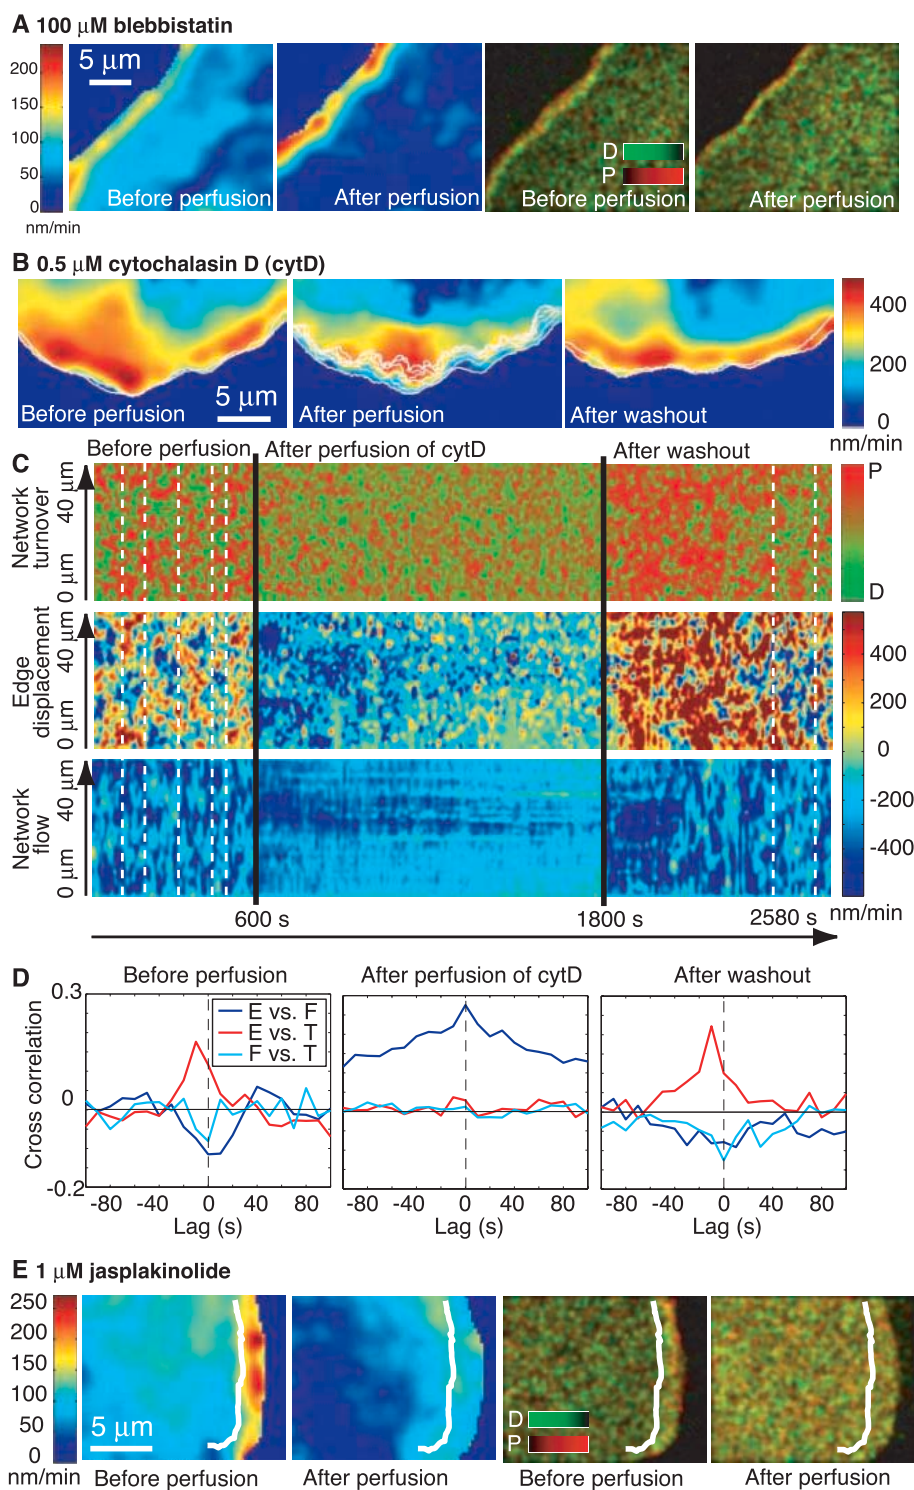 A 100 μM blebbistatin
200
150
100
50
0
nm/min
5 μm
Before perfusion
After perfusion
D
P
Before perfusion
After perfusion
B 0.5 μM cytochalasin D (cytD)
Before perfusion
5 μm
After perfusion
After washout
400
200
0
nm/min
C
Before perfusion
After perfusion of cytD
After washout
Network turnover
0 μm 40 μm
P
D
Edge displacement
0 μm 40 μm
Network flow
0 μm 40 μm
400
200
0
-200
-400
nm/min
600 s
1800 s
2580 s
D
Before perfusion
After perfusion of cytD
After washout
Cross correlation
0.3
0
-0.2
E vs. F
E vs. T
F vs. T
-80 -40 0 40 80
Lag (s)
-80 -40 0 40 80
Lag (s)
-80 -40 0 40 80
Lag (s)
E 1 μM jasplakinolide
250
200
150
100
50
0
nm/min
5 μm
Before perfusion
After perfusion
D
P
Before perfusion
After perfusion